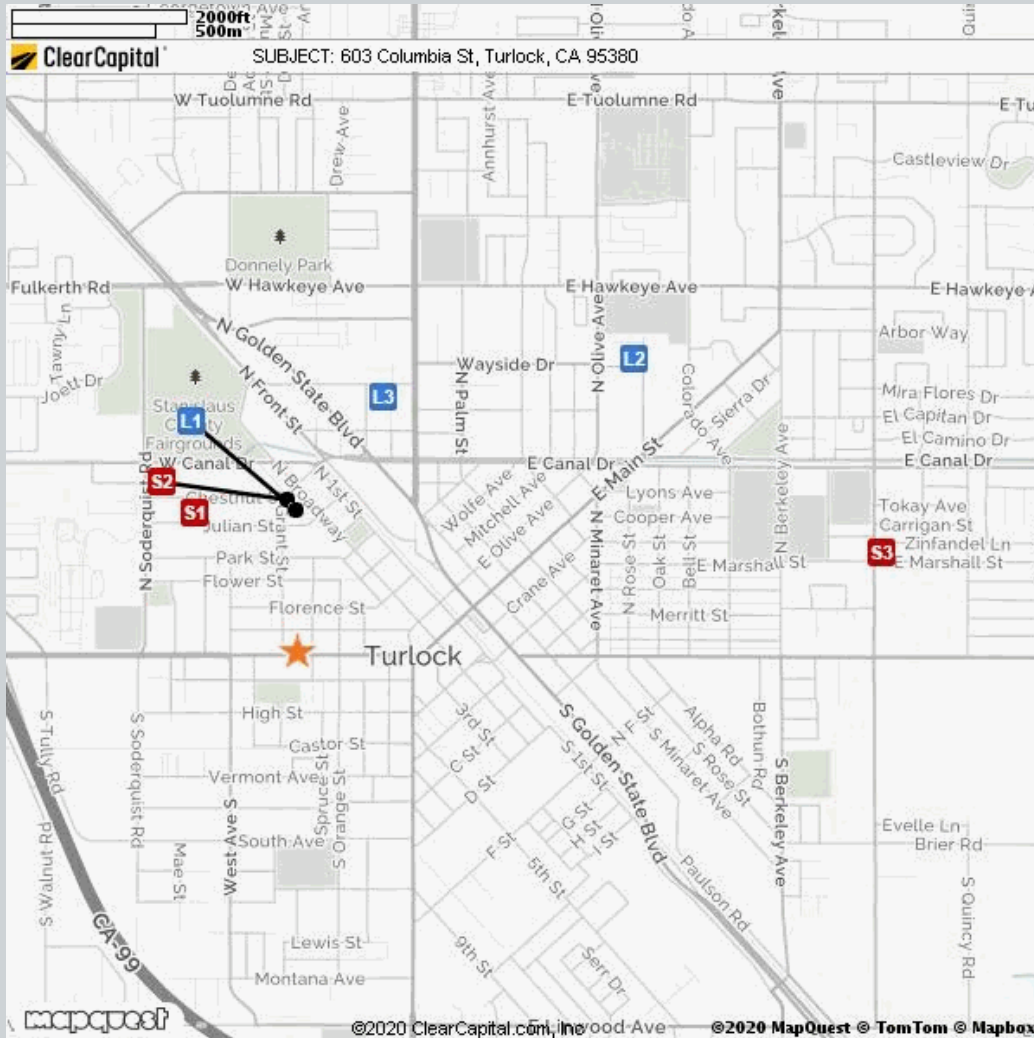 2000ft
500m
ClearCapital
SUBJECT: 603 Columbia St, Turlock, CA 95380
W Tuolumne Rd
E Tuolumne Rd
E Tu
Drew Ave
Annhurst Ave
Castleview Dr
Donnely Park
Fulkerth Rd
W Hawkeye Ave
E Hawkeye Ave
E Hawkeye A
Tawny Ln
N Golden State Blvd
N Olive Ave
Arbor Way
Wayside Dr
L2
Joett Dr
N Front St
L3
N Palm St
Colorado Ave
Sierra Dr
Mira Flores Dr
Stanislaus
County
Fairgrounds
L1
El Capitan Dr
El Camino Dr
W Canal Dr
E Canal Dr
E Canal Dr
E Main St
N Soderquist Rd
S2
Chestnut
N Broadway
N 1st St
Wolfe Ave
Mitchell Ave
E Olive Ave
Lyons Ave
Cooper Ave
N Berkeley Ave
Tokay Ave
Carrigan St
S1
Julian St
Grant St
Park St
Flower St
Crane Ave
N Minaret Ave
N Rose St
Oak St
Bell St
E Marshall St
S3
Zinfandel Ln
E Marshall St
Florence St
Merritt St
Turlock
S Tully Rd
S Soderquist Rd
High St
Castor St
Vermont Ave
3rd St
C St
D St
S Golden State Blvd
S 1st St
N F St
S Minaret Ave
Alpha Rd
S Rose St
Bothun Rd
S Berkeley Ave
S Walnut Rd
Mae St
West Ave S
South Ave
Spruce St
S Orange St
F St
G St
H St
I St
5th St
Paulson Rd
Evelle Ln
Brier Rd
S Quincy Rd
CA-99
Lewis St
Montana Ave
9th St
Serr Dr
mapquest
©2020 ClearCapital.com, Inc
E Linwood Ave
©2020 MapQuest © TomTom © Mapbox